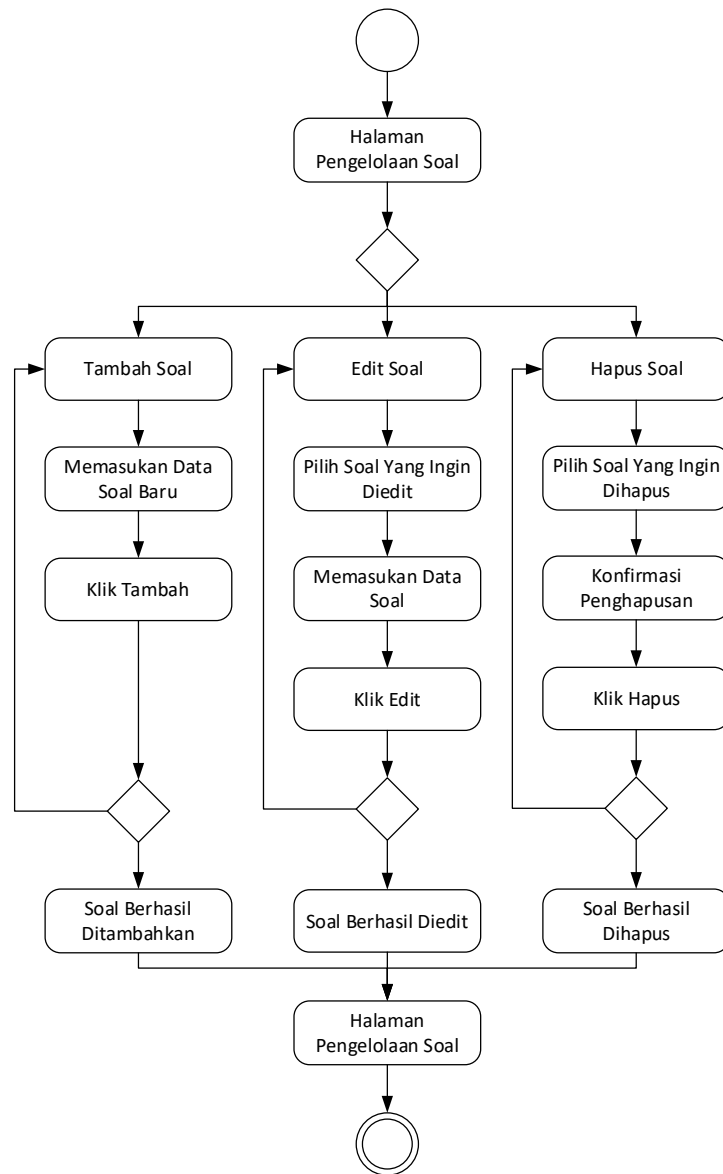 Halaman
Pengelolaan Soal
Tambah Soal
Edit Soal
Hapus Soal
Memasukan Data
Soal Baru
Pilih Soal Yang Ingin
Diedit
Pilih Soal Yang Ingin
Dihapus
Klik Tambah
Memasukan Data
Soal
Konfirmasi
Penghapusan
Klik Edit
Klik Hapus
Soal Berhasil
Ditambahkan
Soal Berhasil Diedit
Soal Berhasil
Dihapus
Halaman
Pengelolaan Soal